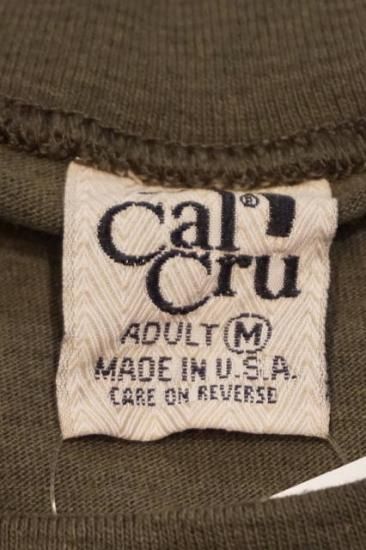 Cal ®
Cru
ADULT M
MADE IN U.S.A.
CARE ON REVERSE